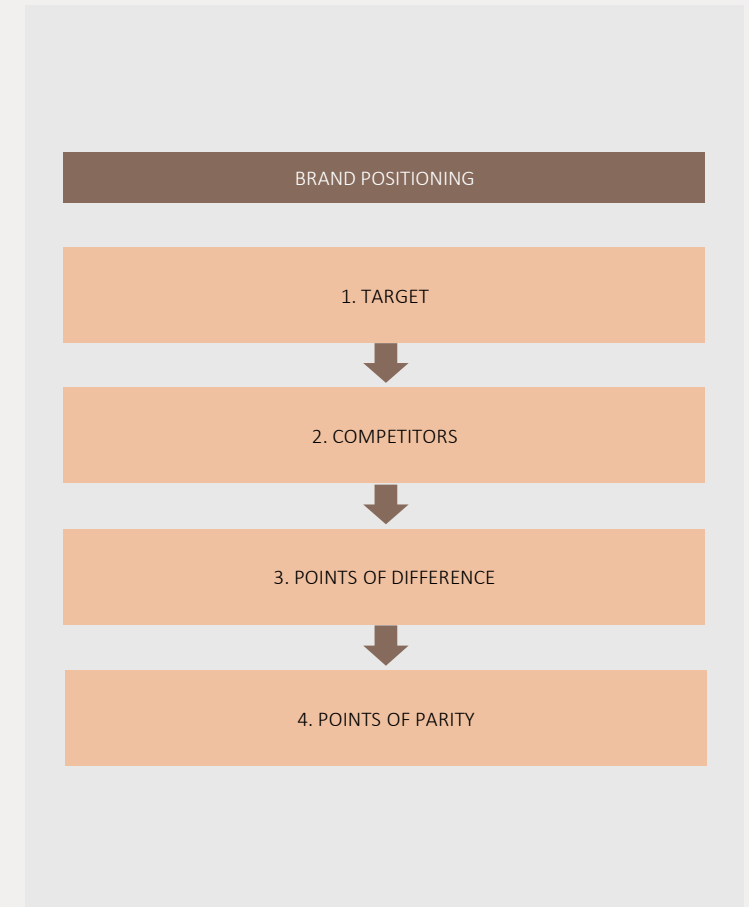 BRAND POSITIONING
1. TARGET
2. COMPETITORS
3. POINTS OF DIFFERENCE
4. POINTS OF PARITY